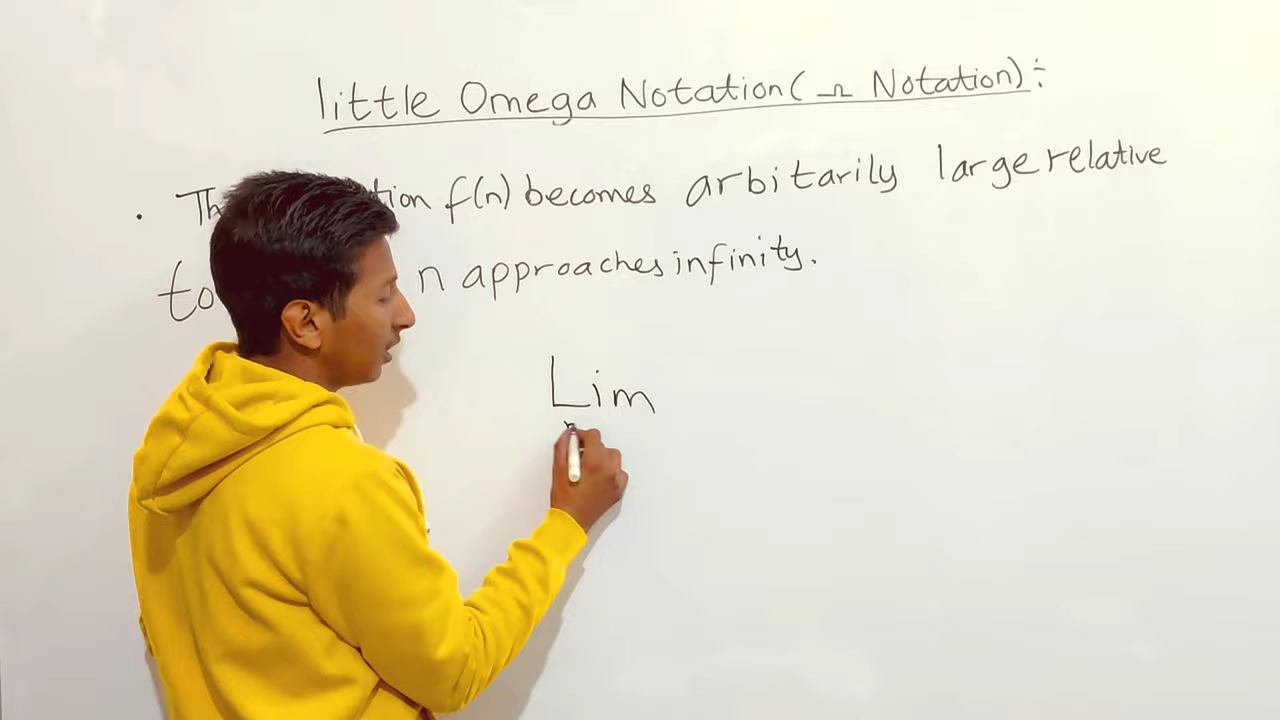 little Omega Notation( Ω Notation):
. Th tion f(n) becomes arbitarily large relative
to n approaches infinity.
Lim